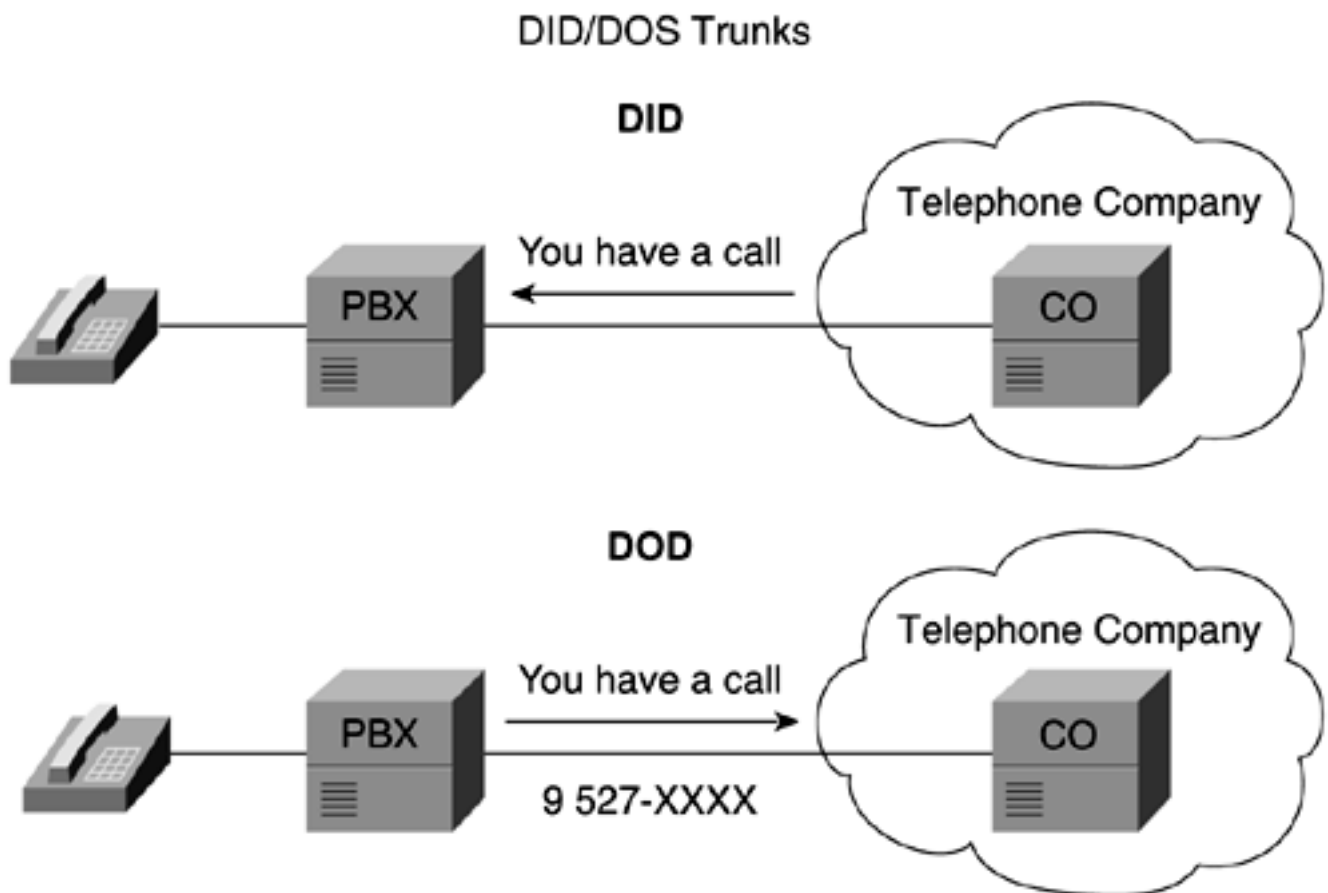 DID/DOS Trunks
DID
Telephone Company
You have a call
PBX
CO
DOD
Telephone Company
You have a call
PBX
CO
9 527-XXXX